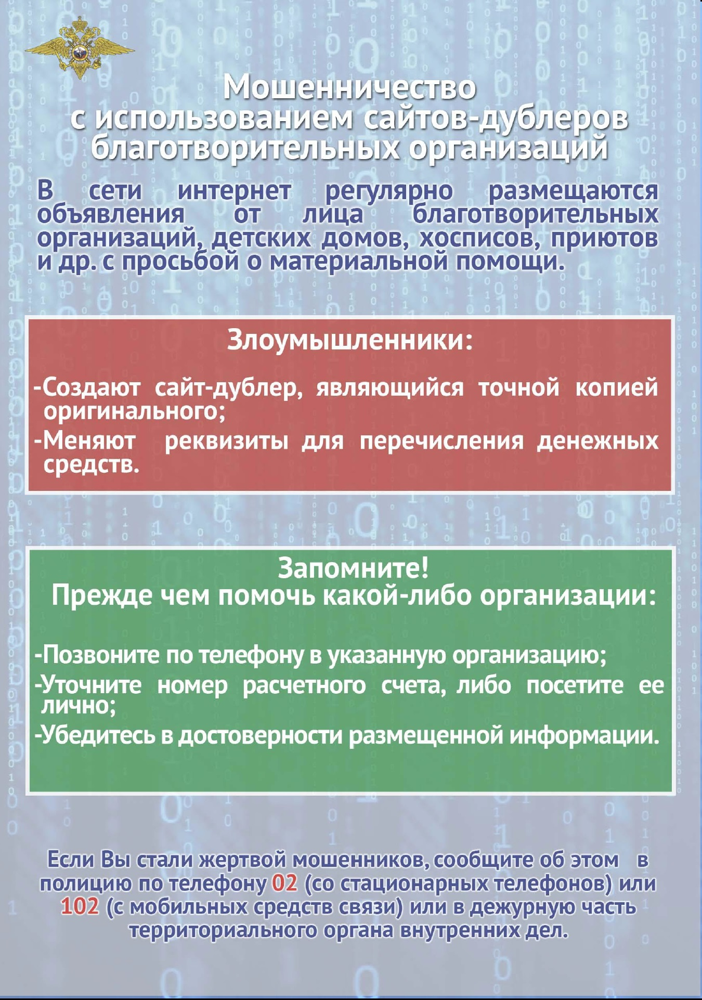 Мошенничество
с использованием сайтов-дублеров
благотворительных организаций
В сети интернет регулярно размещаются
объявления от лица благотворительных
организаций, детских домов, хосписов, приютов
и др. с просьбой о материальной помощи.
Злоумышленники:
-Создают сайт-дублер, являющийся точной копией
оригинального;
-Меняют реквизиты для перечисления денежных
средств.
Запомните!
Прежде чем помочь какой-либо организации:
-Позвоните по телефону в указанную организацию;
-Уточните номер расчетного счета, либо посетите ее
лично;
-Убедитесь в достоверности размещенной информации.
Если Вы стали жертвой мошенников, сообщите об этом в
полицию по телефону 02 (со стационарных телефонов) или
102 (с мобильных средств связи) или в дежурную часть
территориального органа внутренних дел.